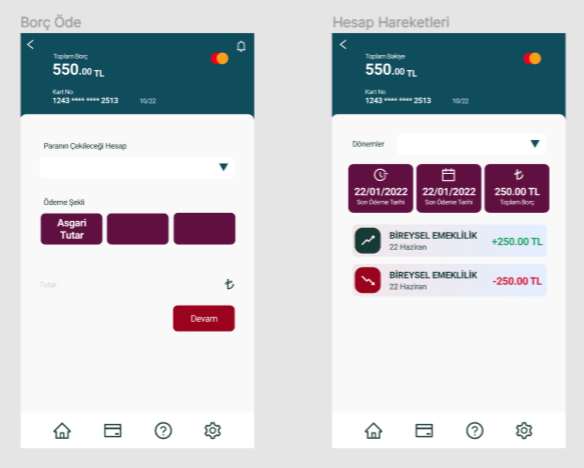 Borç Öde
Toplam Borç
550.00 TL
Kart No
1243 **** **** 2513 10/22
Paranın Çekileceği Hesap
Ödeme Şekli
Asgari
Tutar
Tutar
₺
Devam
Hesap Hareketleri
Toplam Bakiye
550.00 TL
Kart No
1243 **** **** 2513 10/22
Dönemler
22/01/2022 22/01/2022 250.00 TL
Son Ödeme Tarihi Son Ödeme Tarihi Toplam Borç
BİREYSEL EMEKLİLİK
22 Haziran
+250.00 TL
BİREYSEL EMEKLİLİK
22 Haziran
-250.00 TL